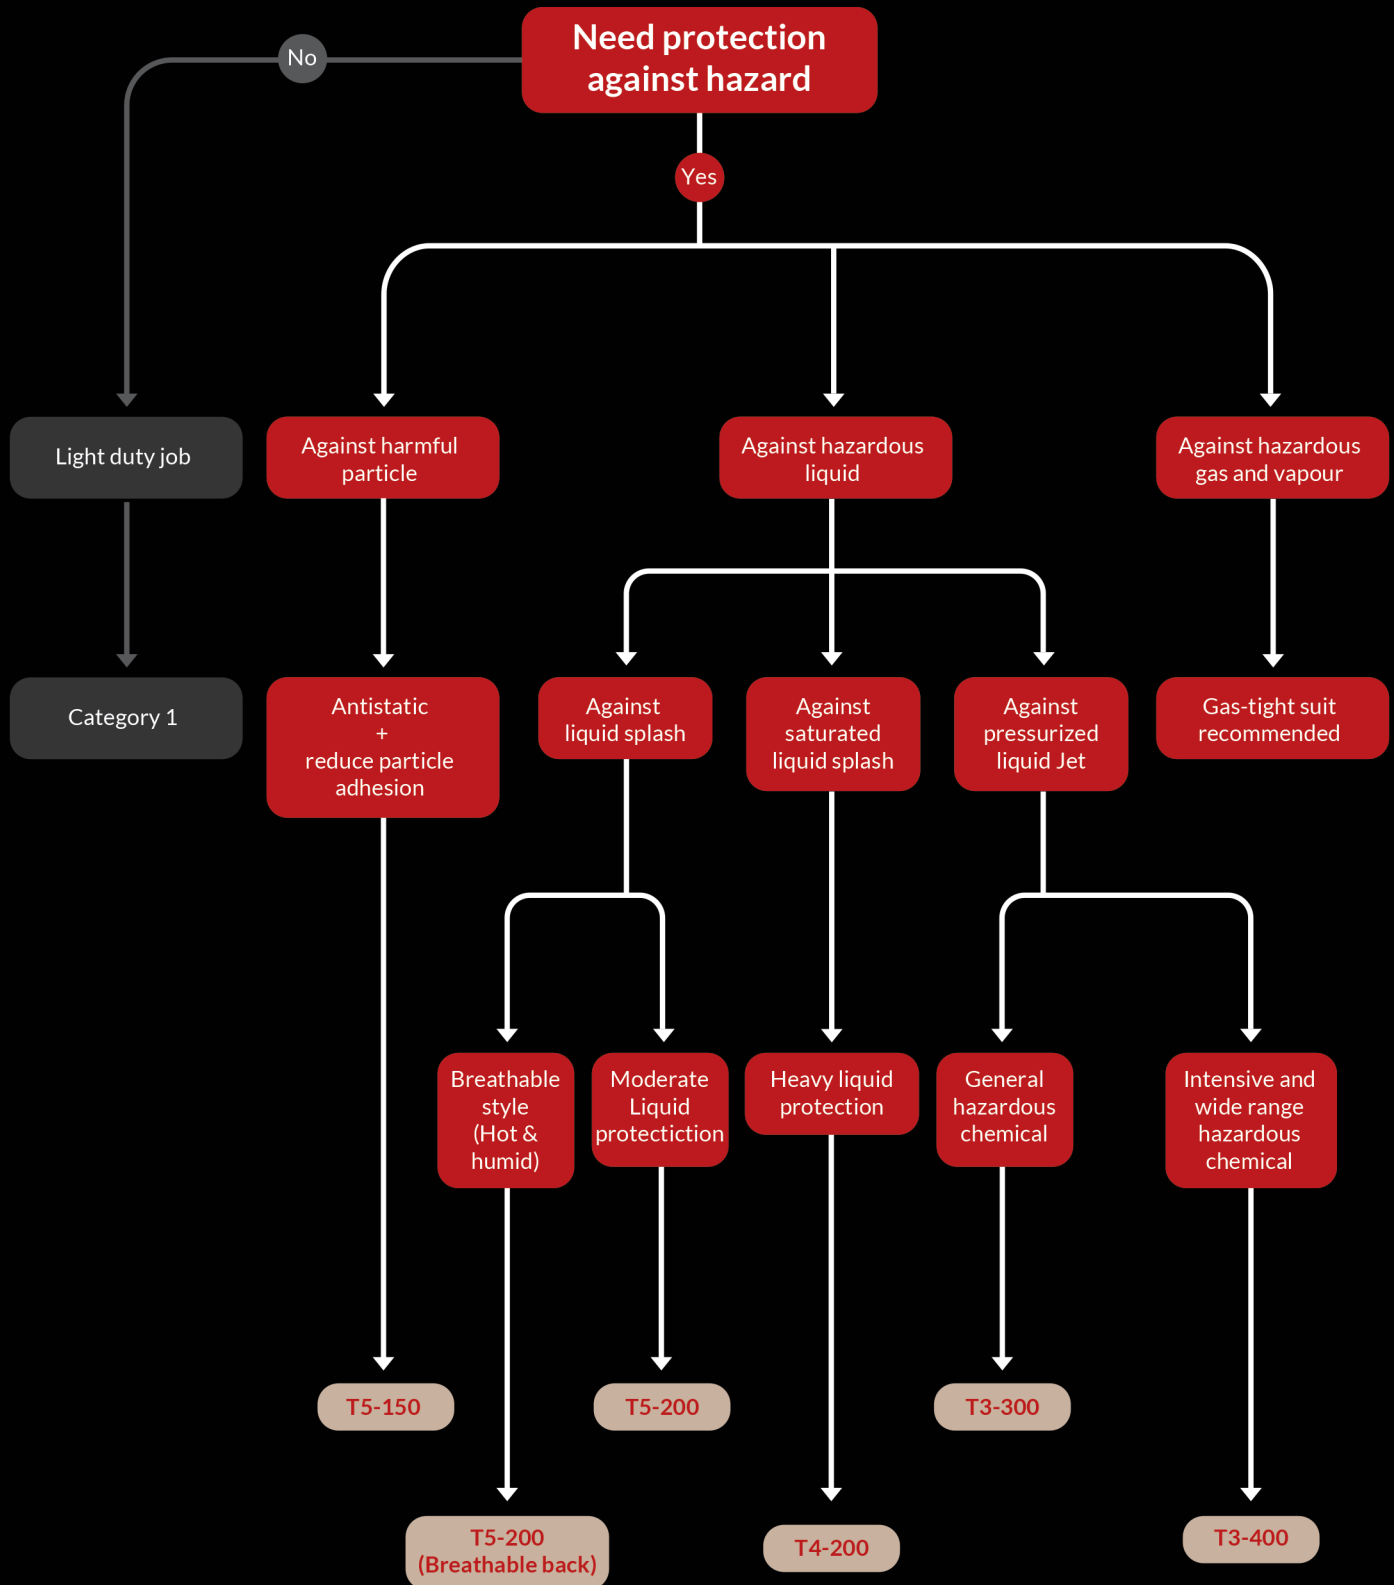 Need protection
against hazard
No
Yes
Light duty job
Against harmful
particle
Against hazardous
liquid
Against hazardous
gas and vapour
Category 1
Antistatic
+
reduce particle
adhesion
Against
liquid splash
Against
saturated
liquid splash
Against
pressurized
liquid Jet
Gas-tight suit
recommended
Breathable
style
(Hot &
humid)
Moderate
Liquid
protectiction
Heavy liquid
protection
General
hazardous
chemical
Intensive and
wide range
hazardous
chemical
T5-150
T5-200
T3-300
T5-200
(Breathable back)
T4-200
T3-400